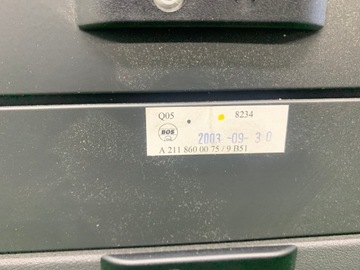 Q05 8234
BOS
2003-09-30
A 211 860 00 75 / 9 B51